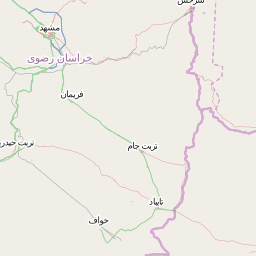 سرخس
مشهد
خراسان رضوی
فریمان
تربت جام
تربت حیدریه
تایباد
خواف